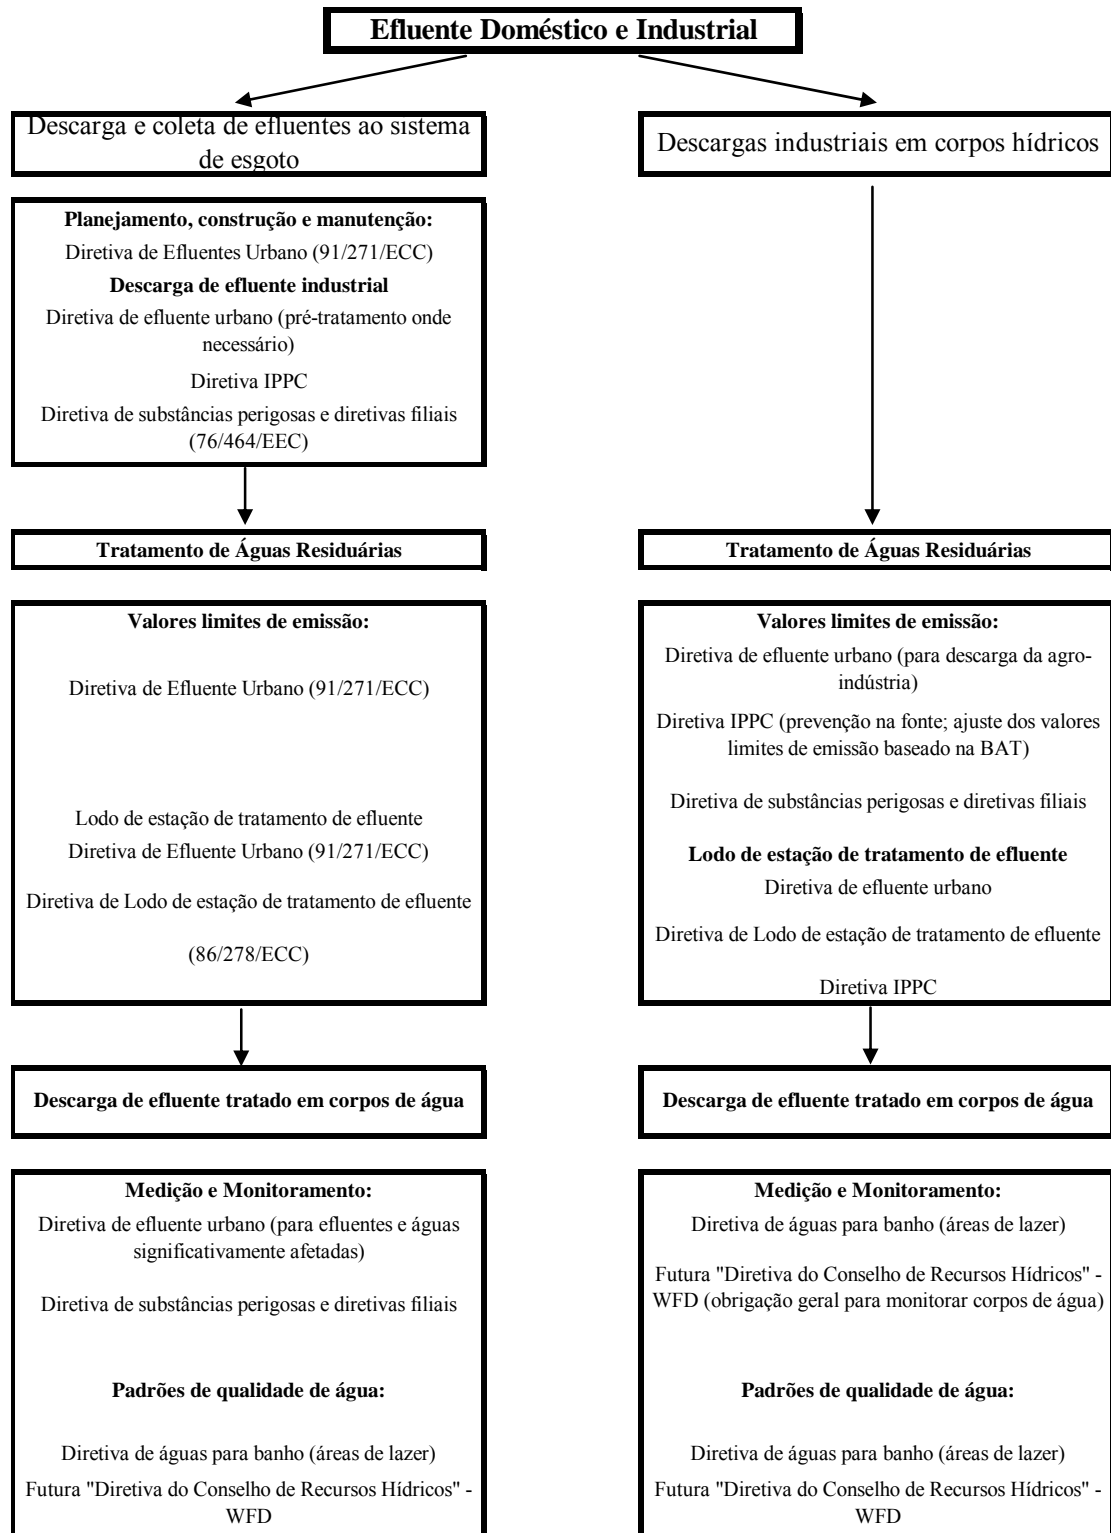 Efluente Doméstico e Industrial
Descarga e coleta de efluentes ao sistema
de esgoto
Planejamento, construção e manutenção:
Diretiva de Efluentes Urbano (91/271/ECC)
Descarga de efluente industrial
Diretiva de efluente urbano (pré-tratamento onde
necessário)
Diretiva IPPC
Diretiva de substâncias perigosas e diretivas filiais
(76/464/EEC)
Tratamento de Águas Residuárias
Valores limites de emissão:
Diretiva de Efluente Urbano (91/271/ECC)
Lodo de estação de tratamento de efluente
Diretiva de Efluente Urbano (91/271/ECC)
Diretiva de Lodo de estação de tratamento de efluente
(86/278/ECC)
Descarga de efluente tratado em corpos de água
Medição e Monitoramento:
Diretiva de efluente urbano (para efluentes e águas
significativamente afetadas)
Diretiva de substâncias perigosas e diretivas filiais
Padrões de qualidade de água:
Diretiva de águas para banho (áreas de lazer)
Futura "Diretiva do Conselho de Recursos Hídricos" -
WFD
Descargas industriais em corpos hídricos
Tratamento de Águas Residuárias
Valores limites de emissão:
Diretiva de efluente urbano (para descarga da agro-
indústria)
Diretiva IPPC (prevenção na fonte; ajuste dos valores
limites de emissão baseado na BAT)
Diretiva de substâncias perigosas e diretivas filiais
Lodo de estação de tratamento de efluente
Diretiva de efluente urbano
Diretiva de Lodo de estação de tratamento de efluente
Diretiva IPPC
Descarga de efluente tratado em corpos de água
Medição e Monitoramento:
Diretiva de águas para banho (áreas de lazer)
Futura "Diretiva do Conselho de Recursos Hídricos" -
WFD (obrigação geral para monitorar corpos de água)
Padrões de qualidade de água:
Diretiva de águas para banho (áreas de lazer)
Futura "Diretiva do Conselho de Recursos Hídricos" -
WFD